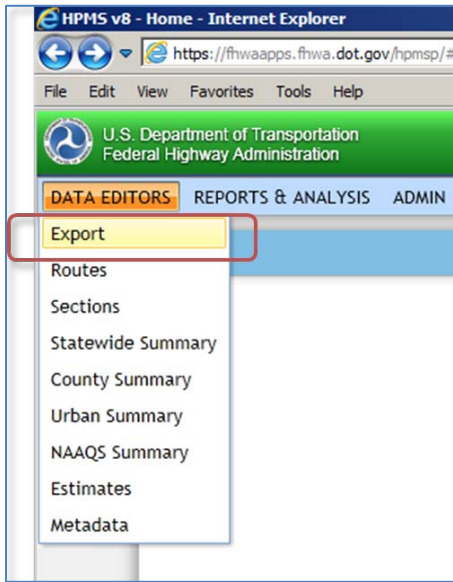 HPMS v8 - Home - Internet Explorer
https://fhwaapps.fhwa.dot.gov/hpmsp/#
File Edit View Favorites Tools Help
U.S. Department of Transportation
Federal Highway Administration
DATA EDITORS REPORTS & ANALYSIS ADMIN
Export
Routes
Sections
Statewide Summary
County Summary
Urban Summary
NAAQS Summary
Estimates
Metadata